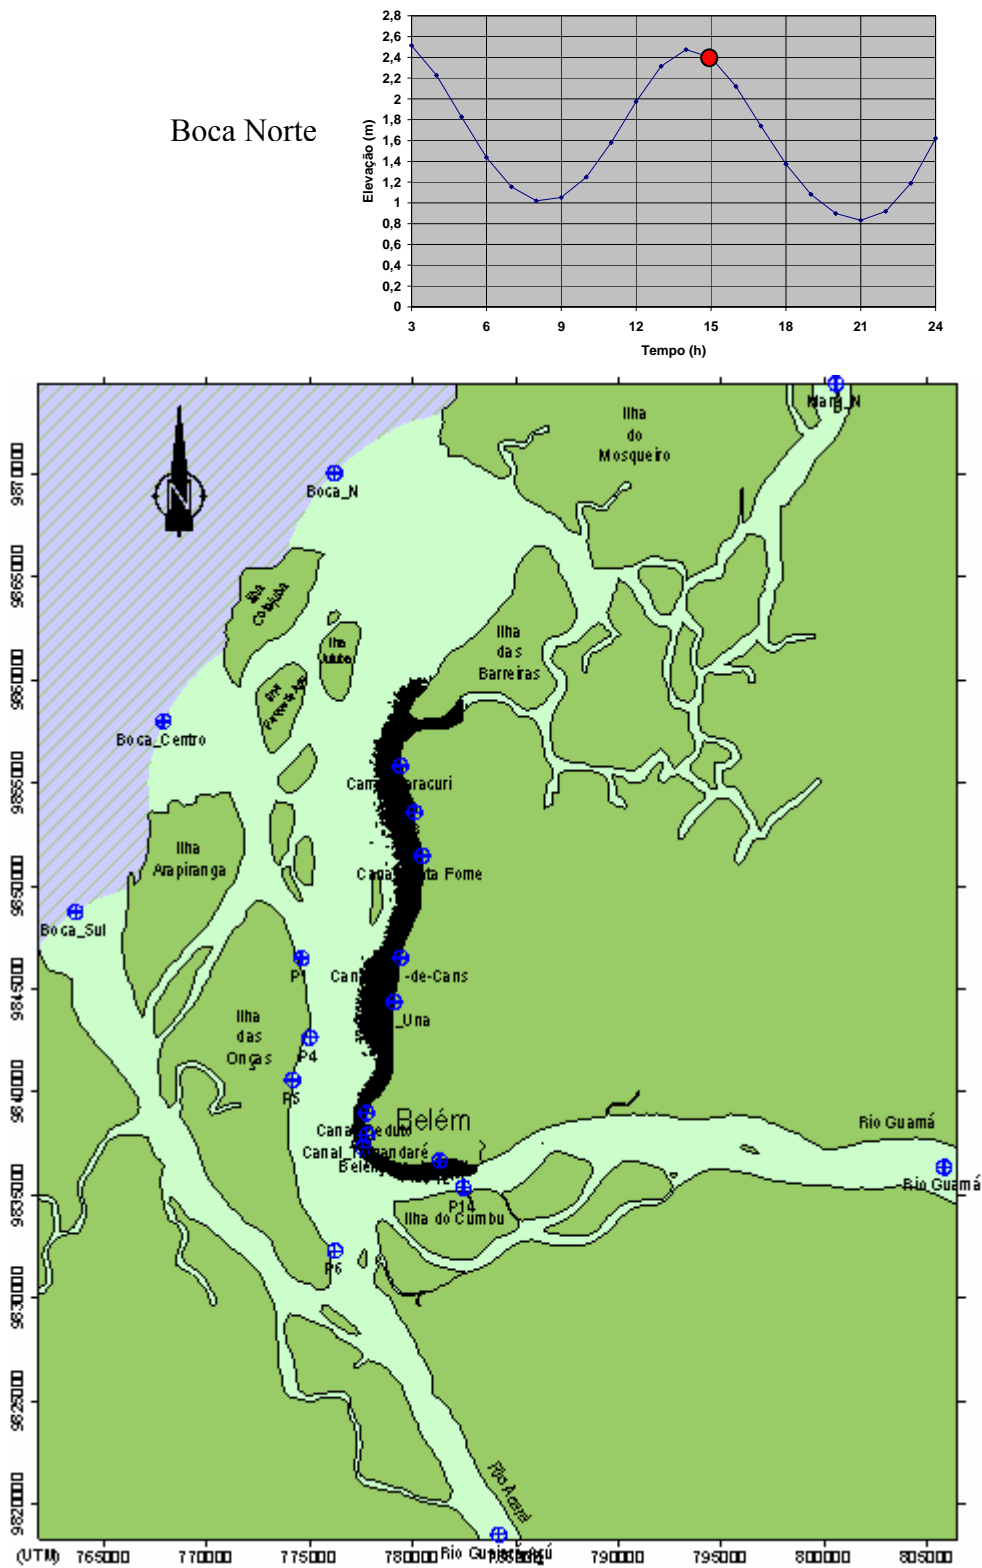 Boca Norte
Elevação (m)
2,8
2,6
2,4
2,2
2
1,8
1,6
1,4
1,2
1
0,8
0,6
0,4
0,2
0
3 6 9 12 15 18 21 24
Tempo (h)
N
Boca_N
Ilha
do
Mosqueiro
Ilha
das
Barreiras
Boca_Centro
Ilha
Arapiranga
Boca_Sul
-de-Cans
_Una
Ilha
das
Onças
P4
P5
Belém
Rio Guamá
Rio Guamá
P14
Ilha do Cumbu
P6
Rio Acará
9870000
9865000
9860000
9855000
9850000
9845000
9840000
9835000
9830000
9825000
9820000
(UTM) 765000 770000 775000 780000 790000 795000 800000 805000